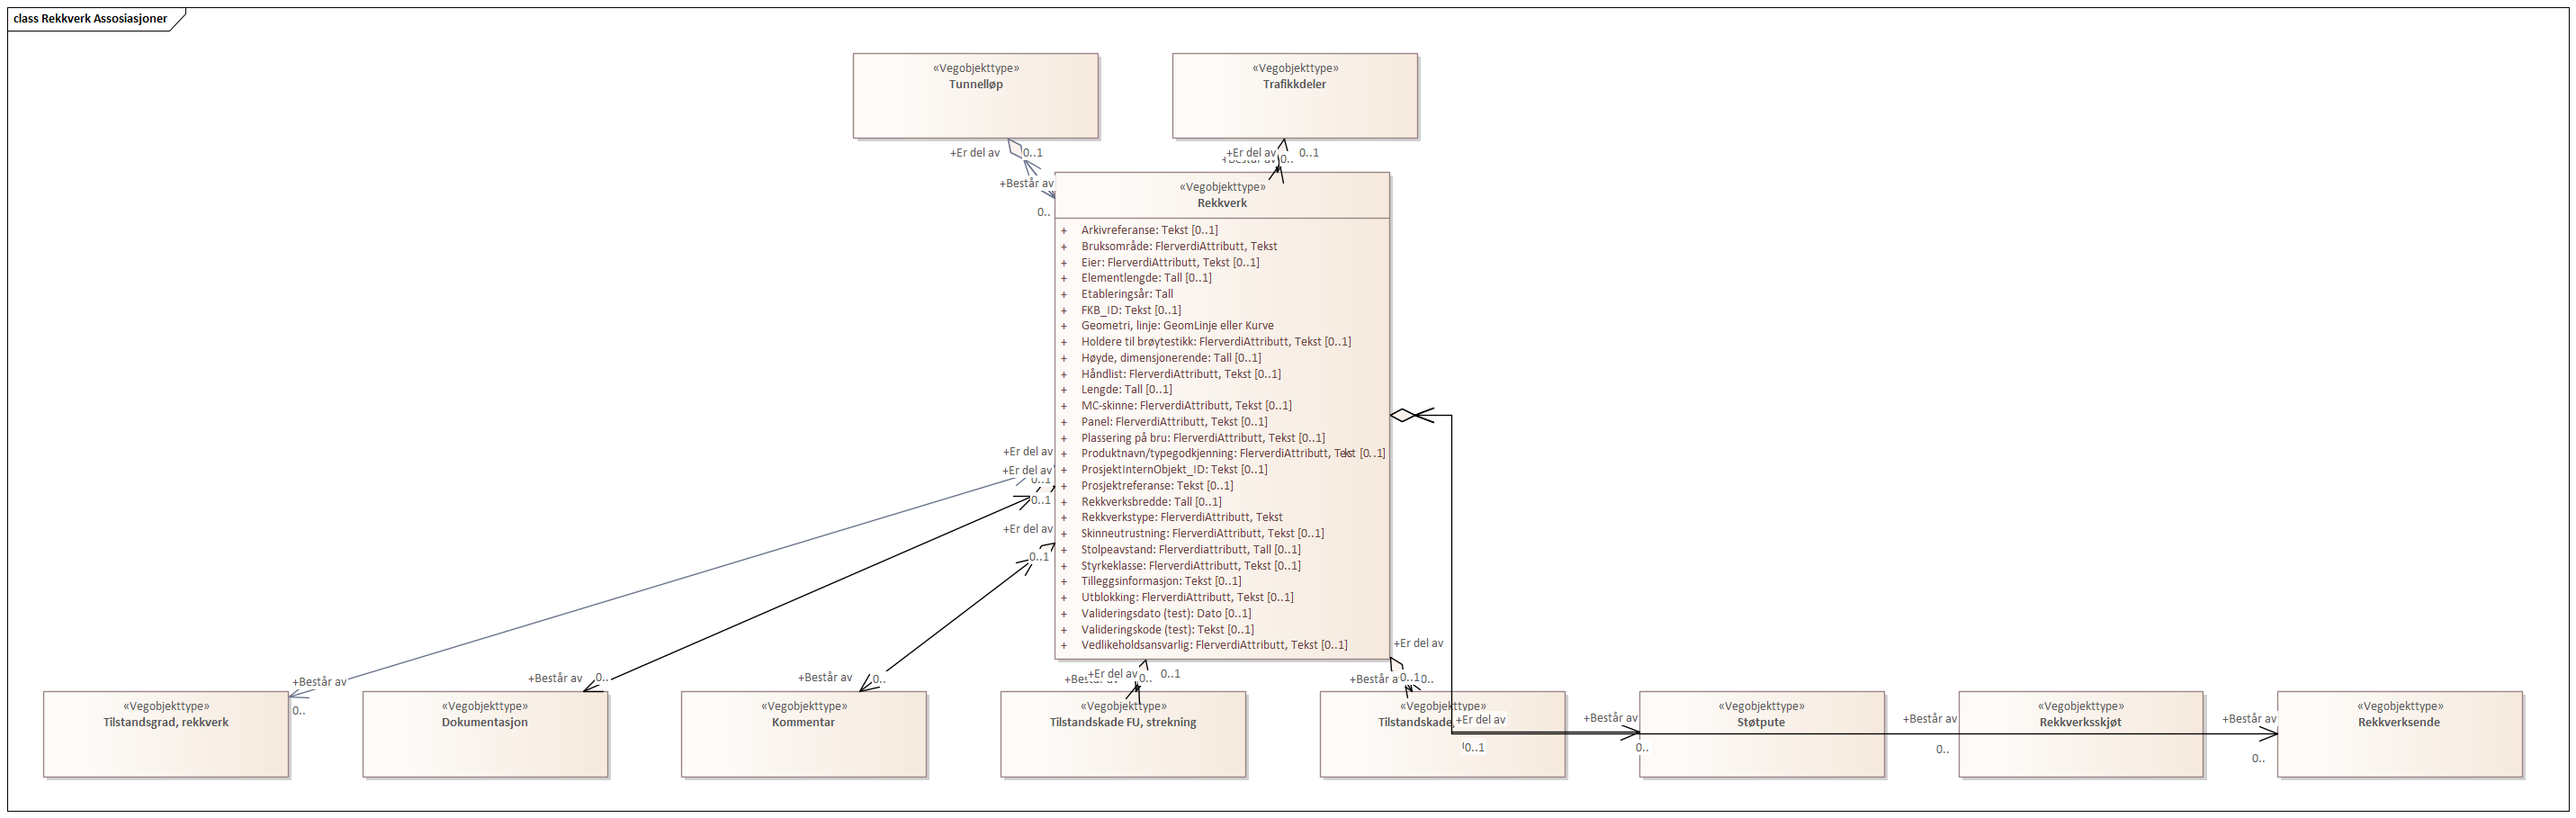 class Rekkverk Assosiasjoner
«Vegobjekttype»
Tunnelløp
«Vegobjekttype»
Trafikkdeler
+Er del av
0..1
+Består av
0..
+Er del av
0..1
+Består av
0..
«Vegobjekttype»
Rekkverk
+ Arkivreferanse: Tekst [0..1]
+ Bruksområde: FlerverdiAttributt, Tekst
+ Eier: FlerverdiAttributt, Tekst [0..1]
+ Elementlengde: Tall [0..1]
+ Etableringsår: Tall
+ FKB_ID: Tekst [0..1]
+ Geometri, linje: GeomLinje eller Kurve
+ Holdere til brøytestikk: FlerverdiAttributt, Tekst [0..1]
+ Høyde, dimensjonerende: Tall [0..1]
+ Håndlist: FlerverdiAttributt, Tekst [0..1]
+ Lengde: Tall [0..1]
+ MC-skinne: FlerverdiAttributt, Tekst [0..1]
+ Panel: FlerverdiAttributt, Tekst [0..1]
+ Plassering på bru: FlerverdiAttributt, Tekst [0..1]
+ Produktnavn/typegodkjenning: FlerverdiAttributt, Tekst [0..1]
+ ProsjektInternObjekt_ID: Tekst [0..1]
+ Prosjektreferanse: Tekst [0..1]
+ Rekkverksbredde: Tall [0..1]
+ Rekkverkstype: FlerverdiAttributt, Tekst
+ Skinneutrustning: FlerverdiAttributt, Tekst [0..1]
+ Stolpeavstand: Flerverdiattributt, Tall [0..1]
+ Styrkeklasse: FlerverdiAttributt, Tekst [0..1]
+ Tilleggsinformasjon: Tekst [0..1]
+ Utblokking: FlerverdiAttributt, Tekst [0..1]
+ Valideringsdato (test): Dato [0..1]
+ Valideringskode (test): Tekst [0..1]
+ Vedlikeholdsansvarlig: FlerverdiAttributt, Tekst [0..1]
+Er del av
+Er del av
0..1
0..1
+Er del av
0..1
+Er del av
+Består av
0..
+Består av
0..
+Består av
0..
+Er del av
0..1
+Består av
0..
+Består av
0..1
0..
«Vegobjekttype»
Tilstandsgrad, rekkverk
«Vegobjekttype»
Dokumentasjon
«Vegobjekttype»
Kommentar
«Vegobjekttype»
Tilstandskade FU, strekning
«Vegobjekttype»
Tilstandskade,
+Er del av
0..1
+Består av
0..
«Vegobjekttype»
Støtpute
+Består av
0..
«Vegobjekttype»
Rekkverksskjøt
+Består av
0..
«Vegobjekttype»
Rekkverksende